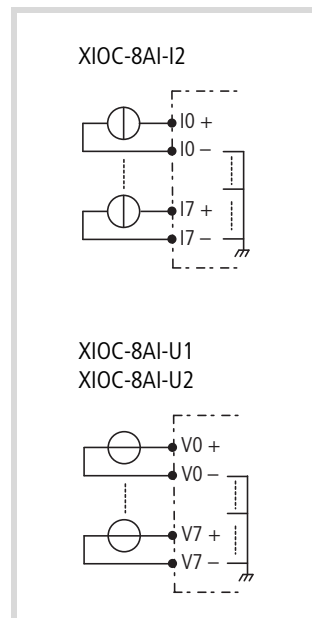 XIOC-8AI-I2
I0 +
I0 –
I7 +
I7 –
XIOC-8AI-U1
XIOC-8AI-U2
V0 +
V0 –
V7 +
V7 –